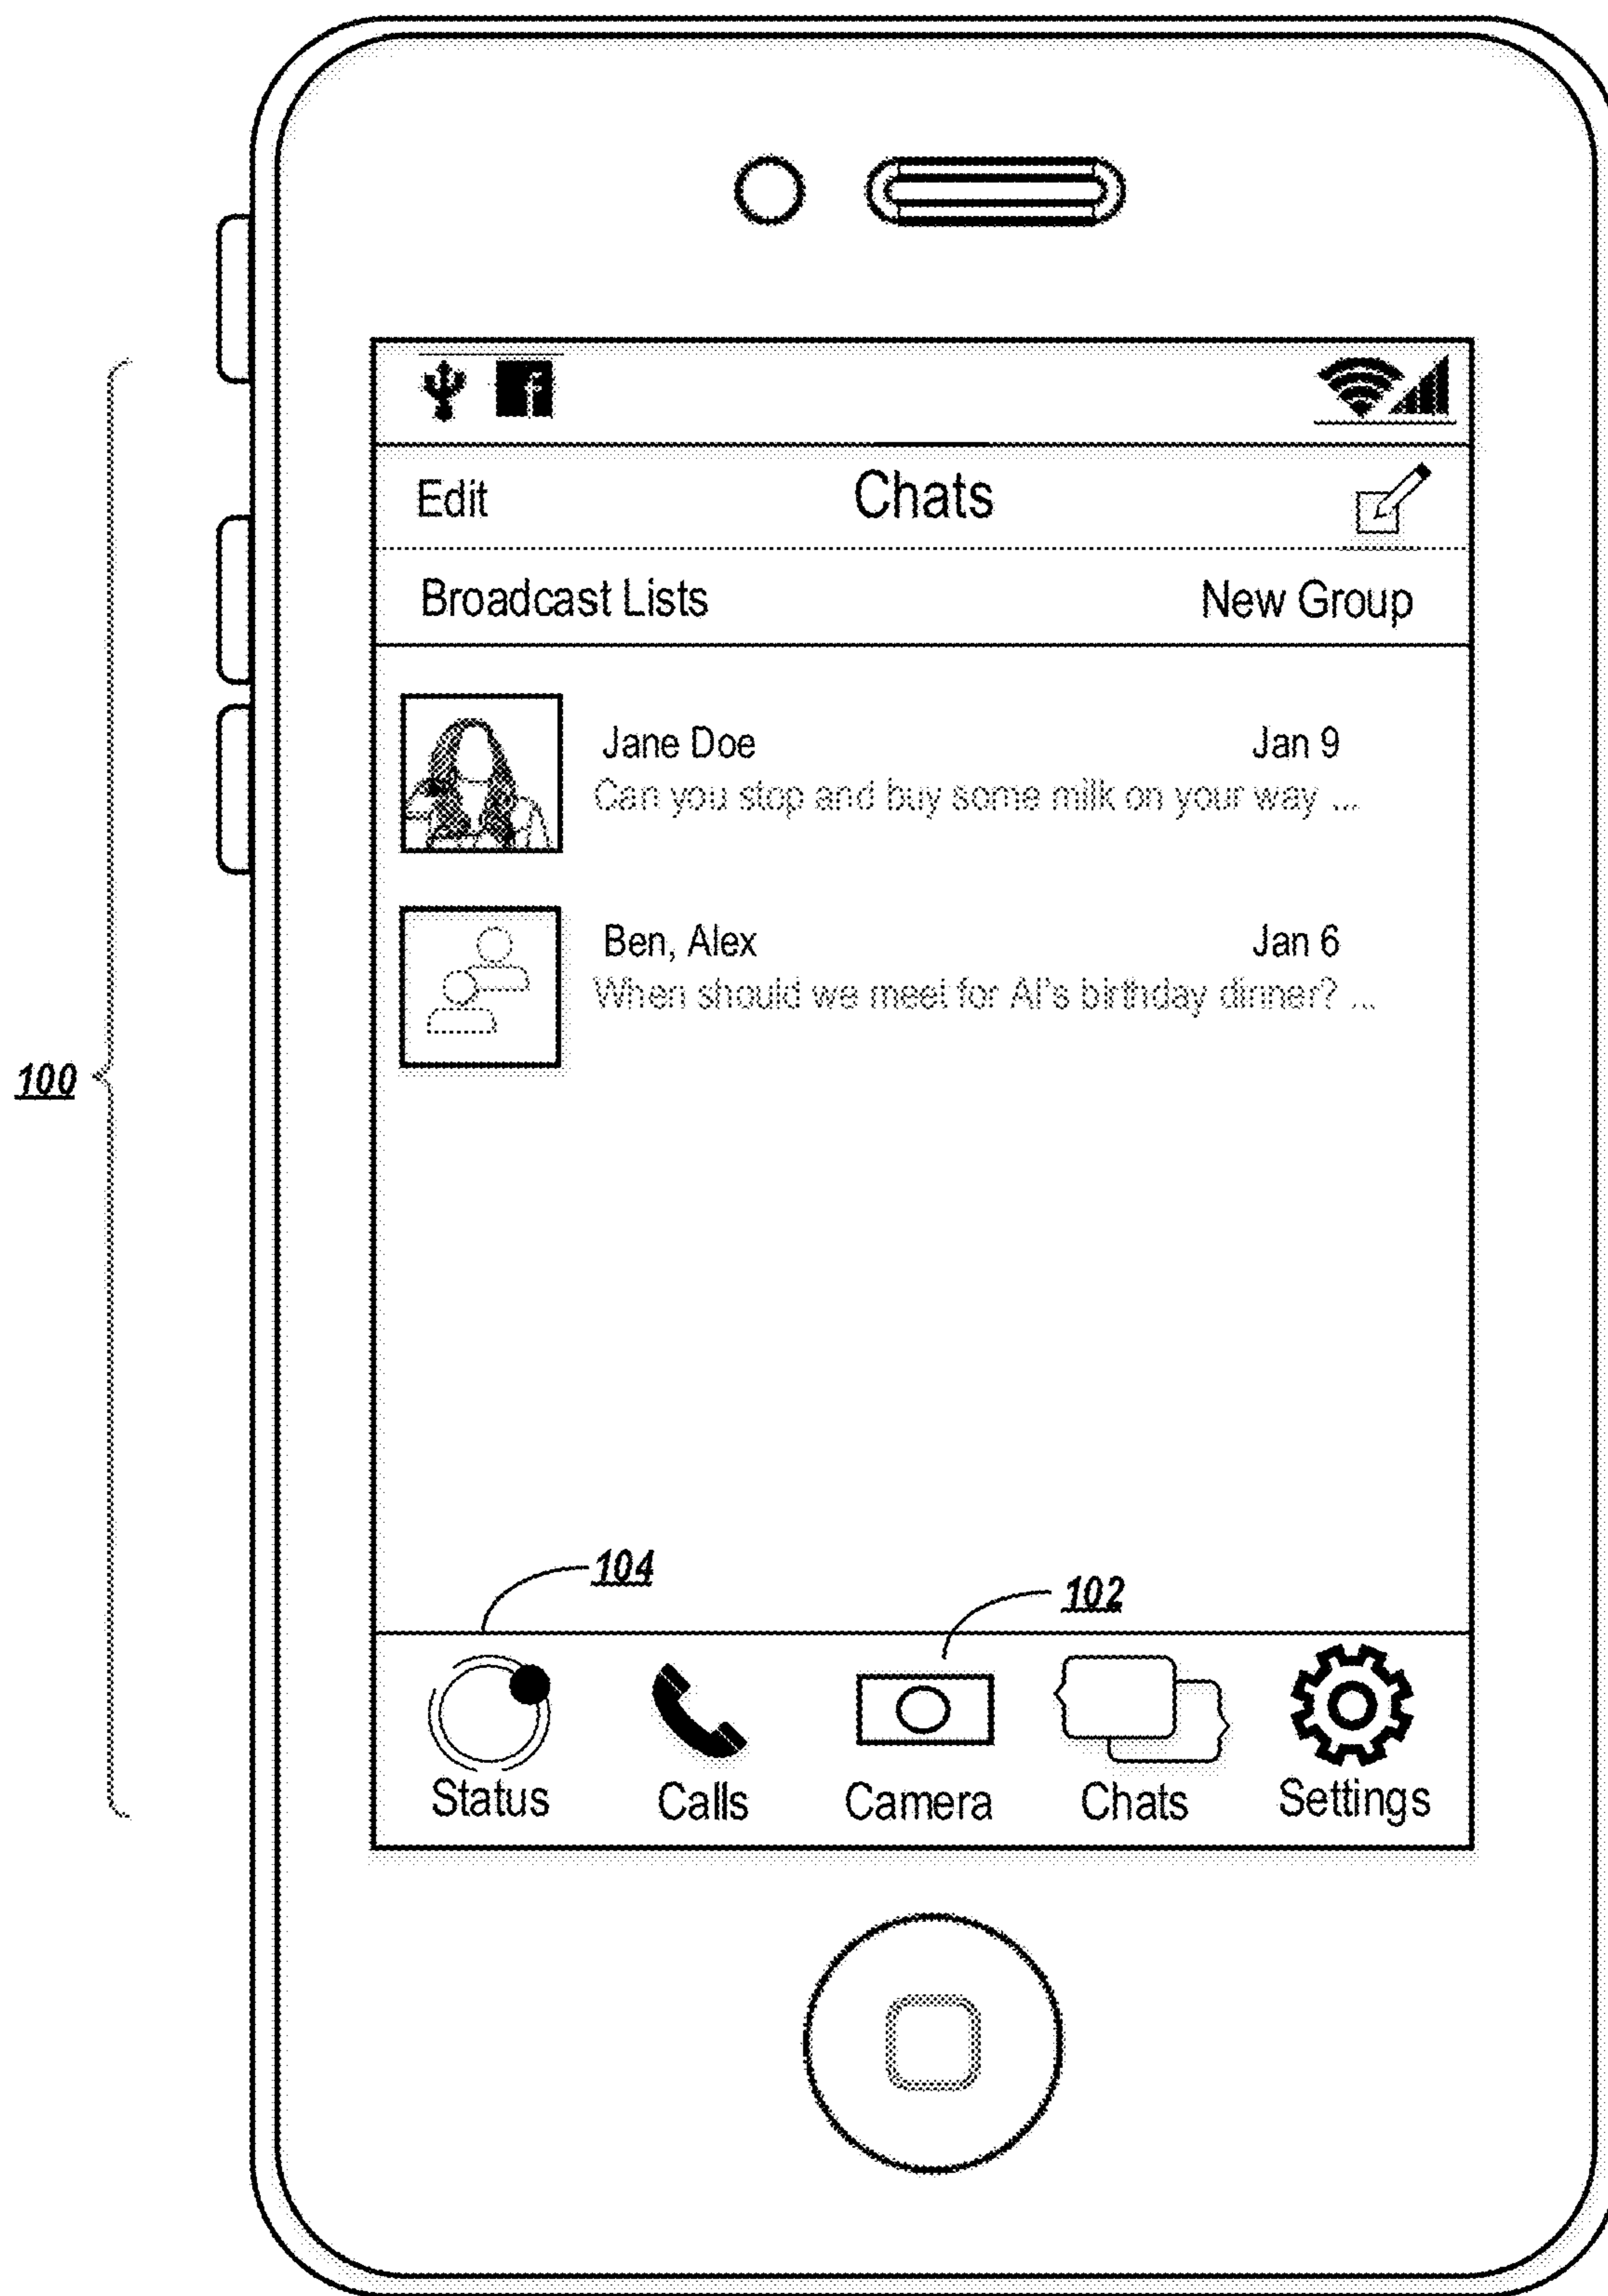 f
Edit Chats
Broadcast Lists New Group
Jane Doe Jan 9
Can you stop and buy some milk on your way ...
Ben, Alex Jan 6
When should we meet for Al's birthday dinner? ...
100
104
102
Status Calls Camera Chats Settings